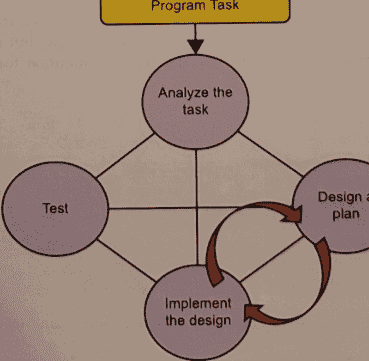 Program Task
Analyze the
task
Test
Design a
plan
Implement
the design